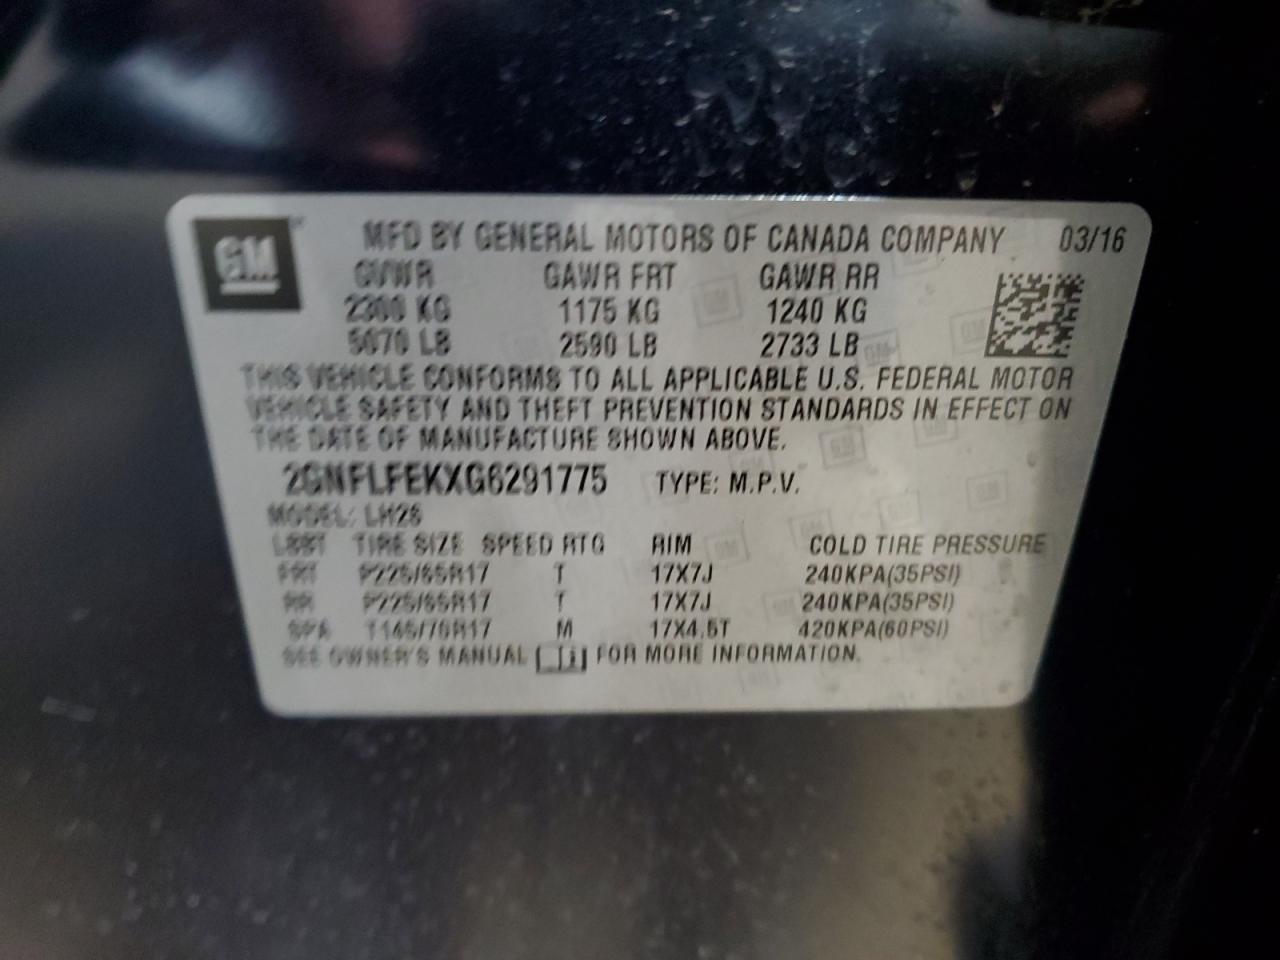 GM
MFD BY GENERAL MOTORS OF CANADA COMPANY 03/16
GVWR GAWR FRT GAWR RR
2300 KG 1175 KG 1240 KG
5070 LB 2590 LB 2733 LB
THIS VEHICLE CONFORMS TO ALL APPLICABLE U.S. FEDERAL MOTOR
VEHICLE SAFETY AND THEFT PREVENTION STANDARDS IN EFFECT ON
THE DATE OF MANUFACTURE SHOWN ABOVE.
2GNFLFEKXG6291775 TYPE: M.P.V.
MODEL: 
TIRE SIZE SPEED RTG RIM COLD TIRE PRESSURE
FRT P225/65R17 T 17X7J 240KPA(35PSI)
RR P225/65R17 T 17X7J 240KPA(35PSI)
SPA T145/70R17 M 17X4.5T 420KPA(60PSI)
SEE OWNER'S MANUAL FOR MORE INFORMATION.